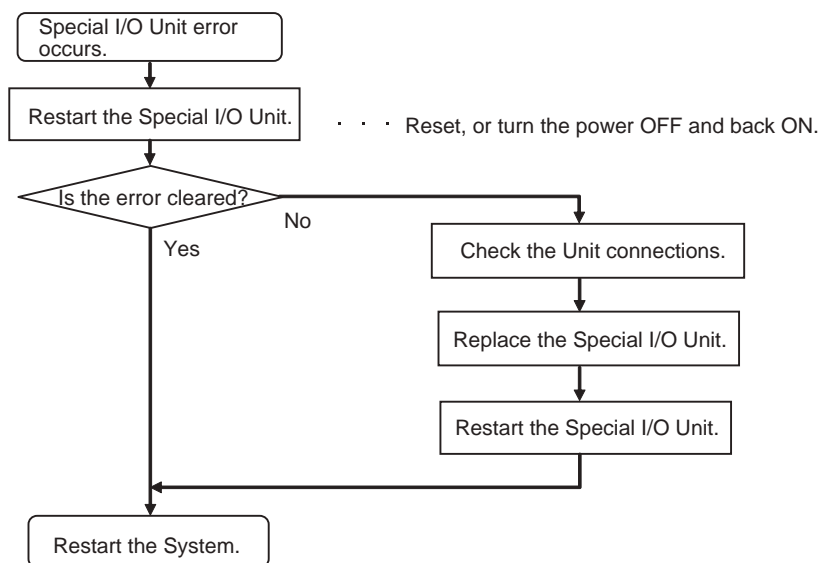 Special I/O Unit error
occurs.
Restart the Special I/O Unit.
· · · Reset, or turn the power OFF and back ON.
Is the error cleared?
No
Yes
Check the Unit connections.
Replace the Special I/O Unit.
Restart the Special I/O Unit.
Restart the System.